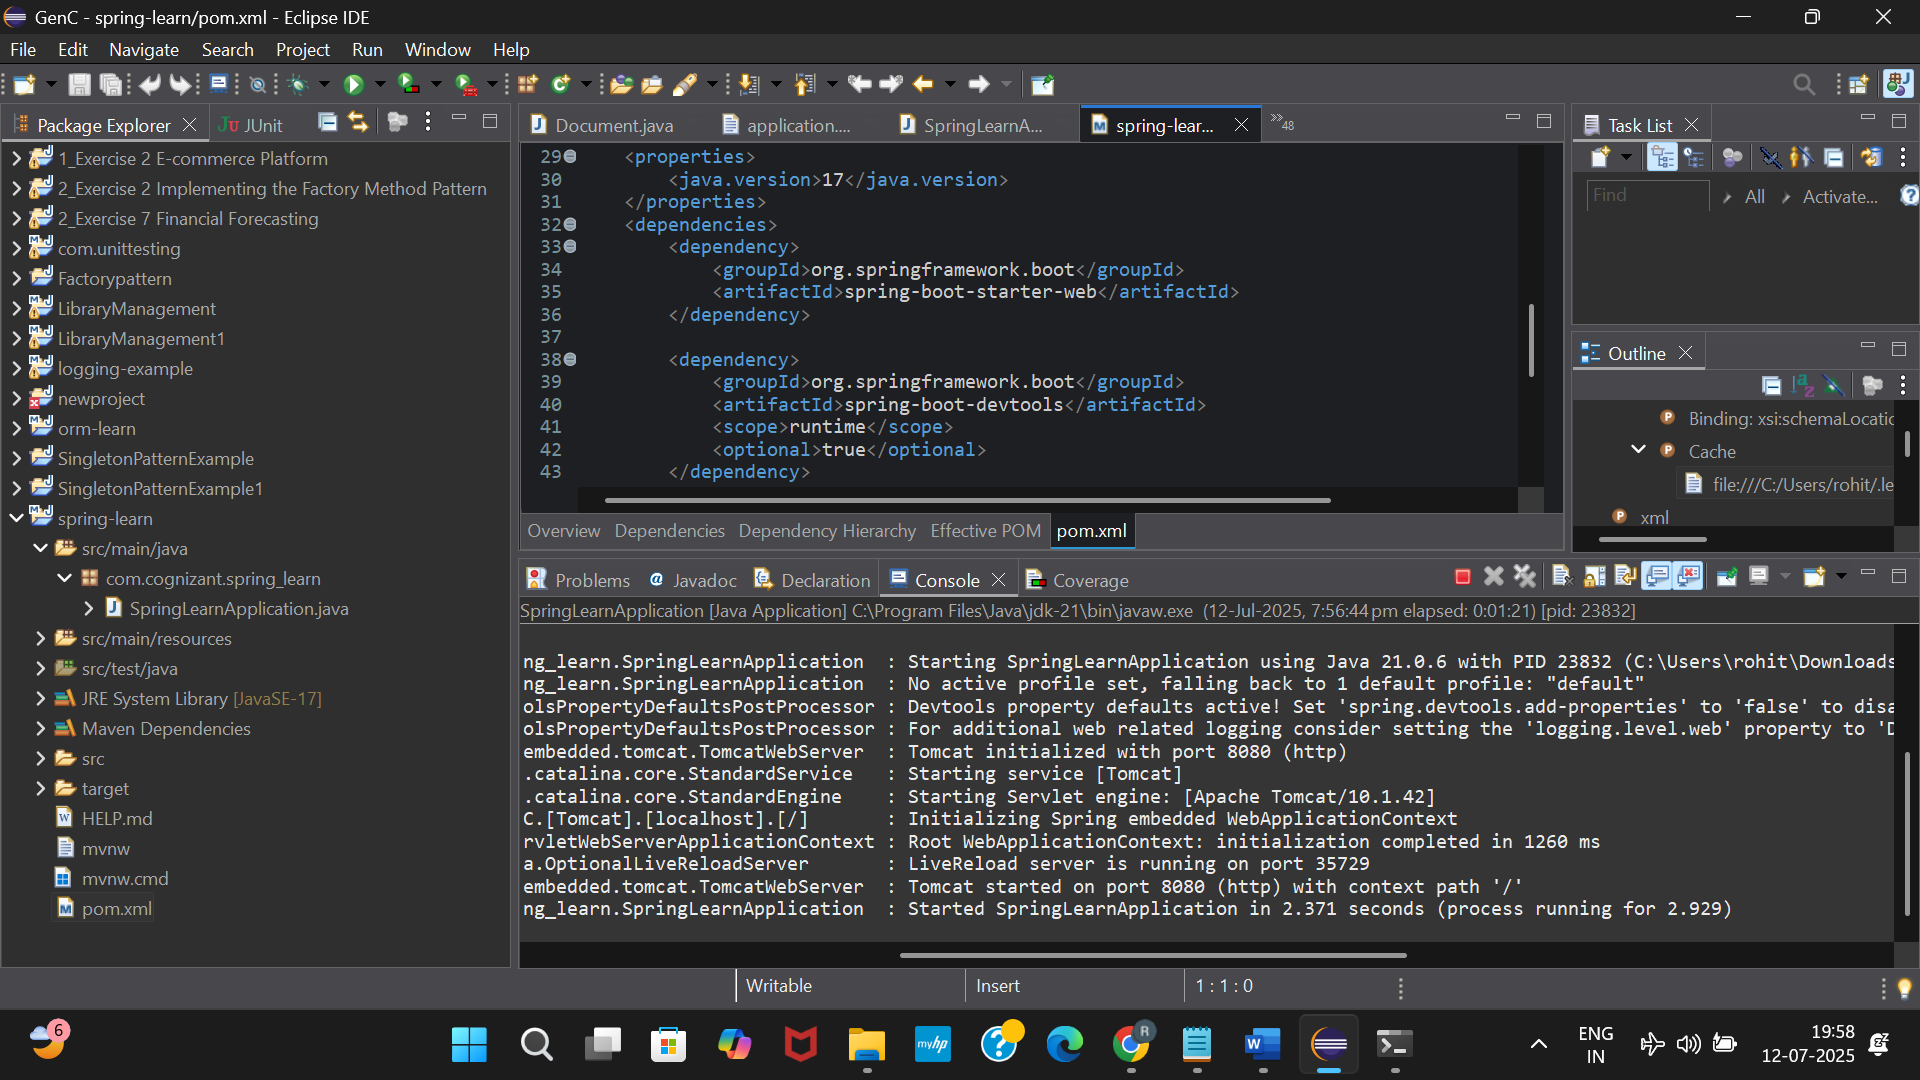 GenC - spring-learn/pom.xml - Eclipse IDE
File Edit Navigate Search Project Run Window Help
Package Explorer
JUnit
1_Exercise 2 E-commerce Platform
2_Exercise 2 Implementing the Factory Method Pattern
2_Exercise 7 Financial Forecasting
com.unittesting
Factorypattern
LibraryManagement
LibraryManagement1
logging-example
newproject
orm-learn
SingletonPatternExample
SingletonPatternExample1
spring-learn
src/main/java
com.cognizant.spring_learn
SpringLearnApplication.java
src/main/resources
src/test/java
JRE System Library [JavaSE-17]
Maven Dependencies
src
target
HELP.md
mvnw
mvnw.cmd
pom.xml
Document.java
application....
SpringLearnA...
spring-lear...
48
29 <properties>
30 <java.version>17</java.version>
31 </properties>
32 <dependencies>
33 <dependency>
34 <groupId>org.springframework.boot</groupId>
35 <artifactId>spring-boot-starter-web</artifactId>
36 </dependency>
37
38 <dependency>
39 <groupId>org.springframework.boot</groupId>
40 <artifactId>spring-boot-devtools</artifactId>
41 <scope>runtime</scope>
42 <optional>true</optional>
43 </dependency>
Overview Dependencies Dependency Hierarchy Effective POM pom.xml
Problems Javadoc Declaration Console Coverage
SpringLearnApplication [Java Application] C:\Program Files\Java\jdk-21\bin\javaw.exe (12-Jul-2025, 7:56:44 pm elapsed: 0:01:21) [pid: 23832]
ng_learn.SpringLearnApplication : Starting SpringLearnApplication using Java 21.0.6 with PID 23832 (C:\Users\rohit\Downloads
ng_learn.SpringLearnApplication : No active profile set, falling back to 1 default profile: "default"
olsPropertyDefaultsPostProcessor : Devtools property defaults active! Set 'spring.devtools.add-properties' to 'false' to disa
olsPropertyDefaultsPostProcessor : For additional web related logging consider setting the 'logging.level.web' property to 'D
embedded.tomcat.TomcatWebServer : Tomcat initialized with port 8080 (http)
.catalina.core.StandardService : Starting service [Tomcat]
.catalina.core.StandardEngine : Starting Servlet engine: [Apache Tomcat/10.1.42]
C.[Tomcat].[localhost].[/] : Initializing Spring embedded WebApplicationContext
rvletWebServerApplicationContext : Root WebApplicationContext: initialization completed in 1260 ms
a.OptionalLiveReloadServer : LiveReload server is running on port 35729
embedded.tomcat.TomcatWebServer : Tomcat started on port 8080 (http) with context path '/'
ng_learn.SpringLearnApplication : Started SpringLearnApplication in 2.371 seconds (process running for 2.929)
Task List
Find
All
Activate...
Outline
Binding: xsi:schemaLocatio
Cache
file:///C:/Users/rohit/.le
xml
Writable
Insert
1 : 1 : 0
6
myhp
R
ENG
IN
19:58
12-07-2025